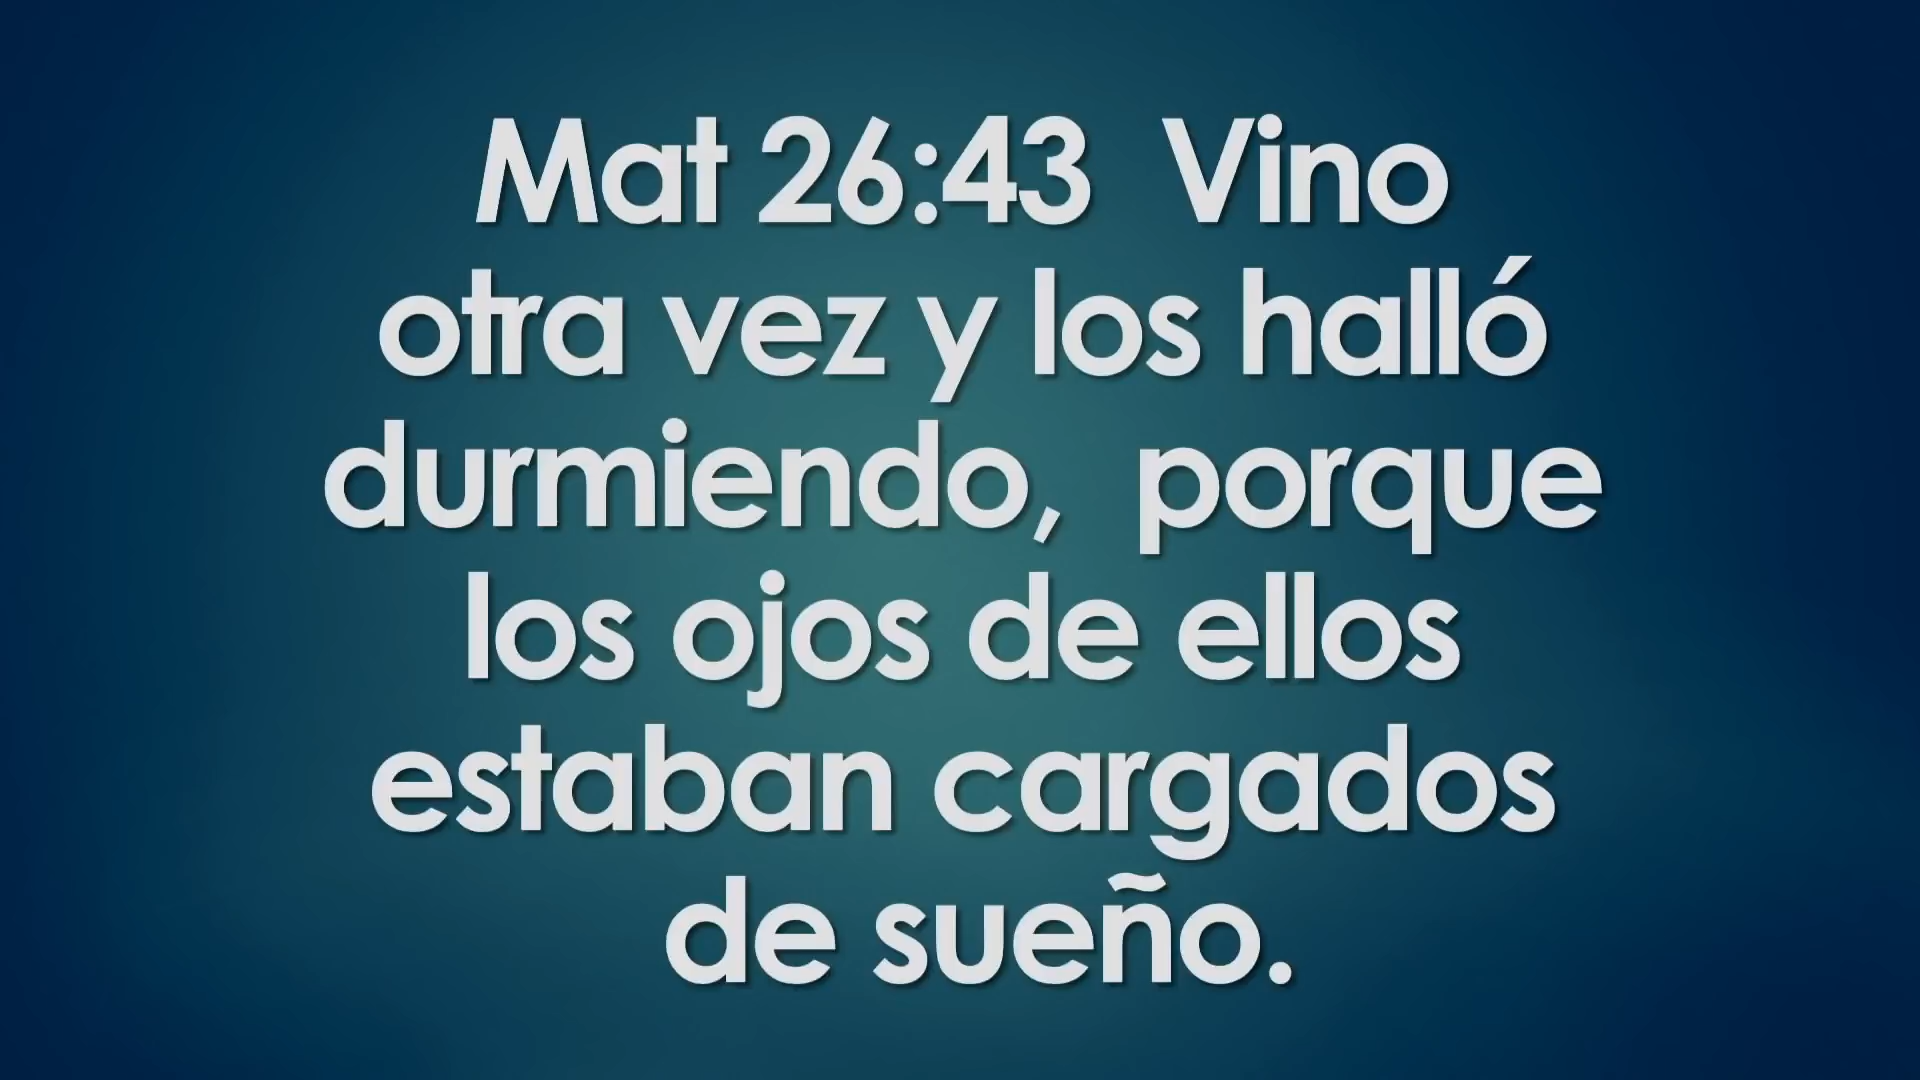 Mat 26:43  Vino
otra vez y los halló
durmiendo,  porque
los ojos de ellos
estaban cargados
de sueño.